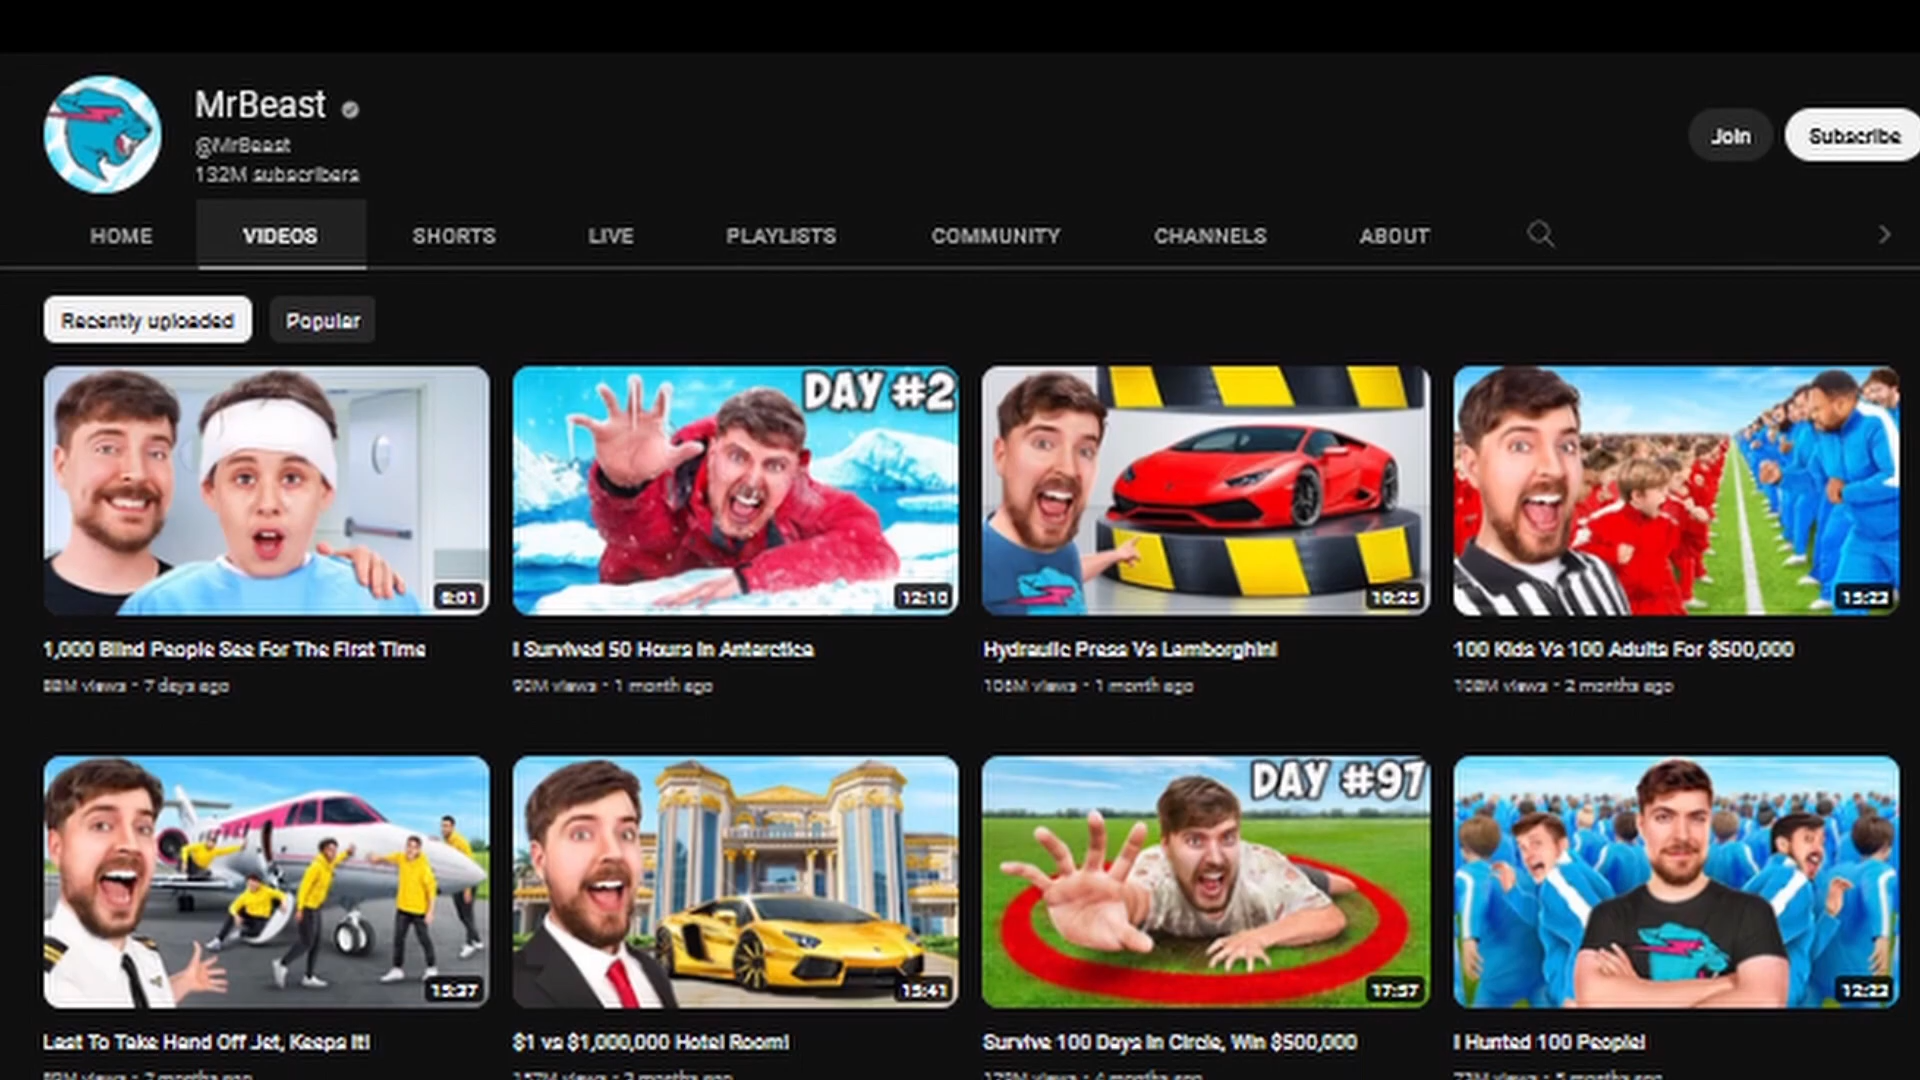 MrBeast
@MrBeast
132M subscribers
Join
Subscribe
HOME VIDEOS SHORTS LIVE PLAYLISTS COMMUNITY CHANNELS ABOUT
Recently uploaded Popular
DAY #2
8:01 12:10 10:25 15:23
1,000 Blind People See For The First Time
I Survived 50 Hours In Antarctica
Hydraulic Press Vs Lamborghini
100 Kids Vs 100 Adults For $500,000
views • 7 days ago
90M views • 1 month ago
106M views • 1 month ago
108M views • 2 months ago
DAY #97
15:37 15:41 17:57 12:23
Last To Take Hand Off Jet, Keeps It!
$1 vs $1,000,000 Hotel Room!
Survive 100 Days In Circle, Win $500,000
I Hunted 100 People!